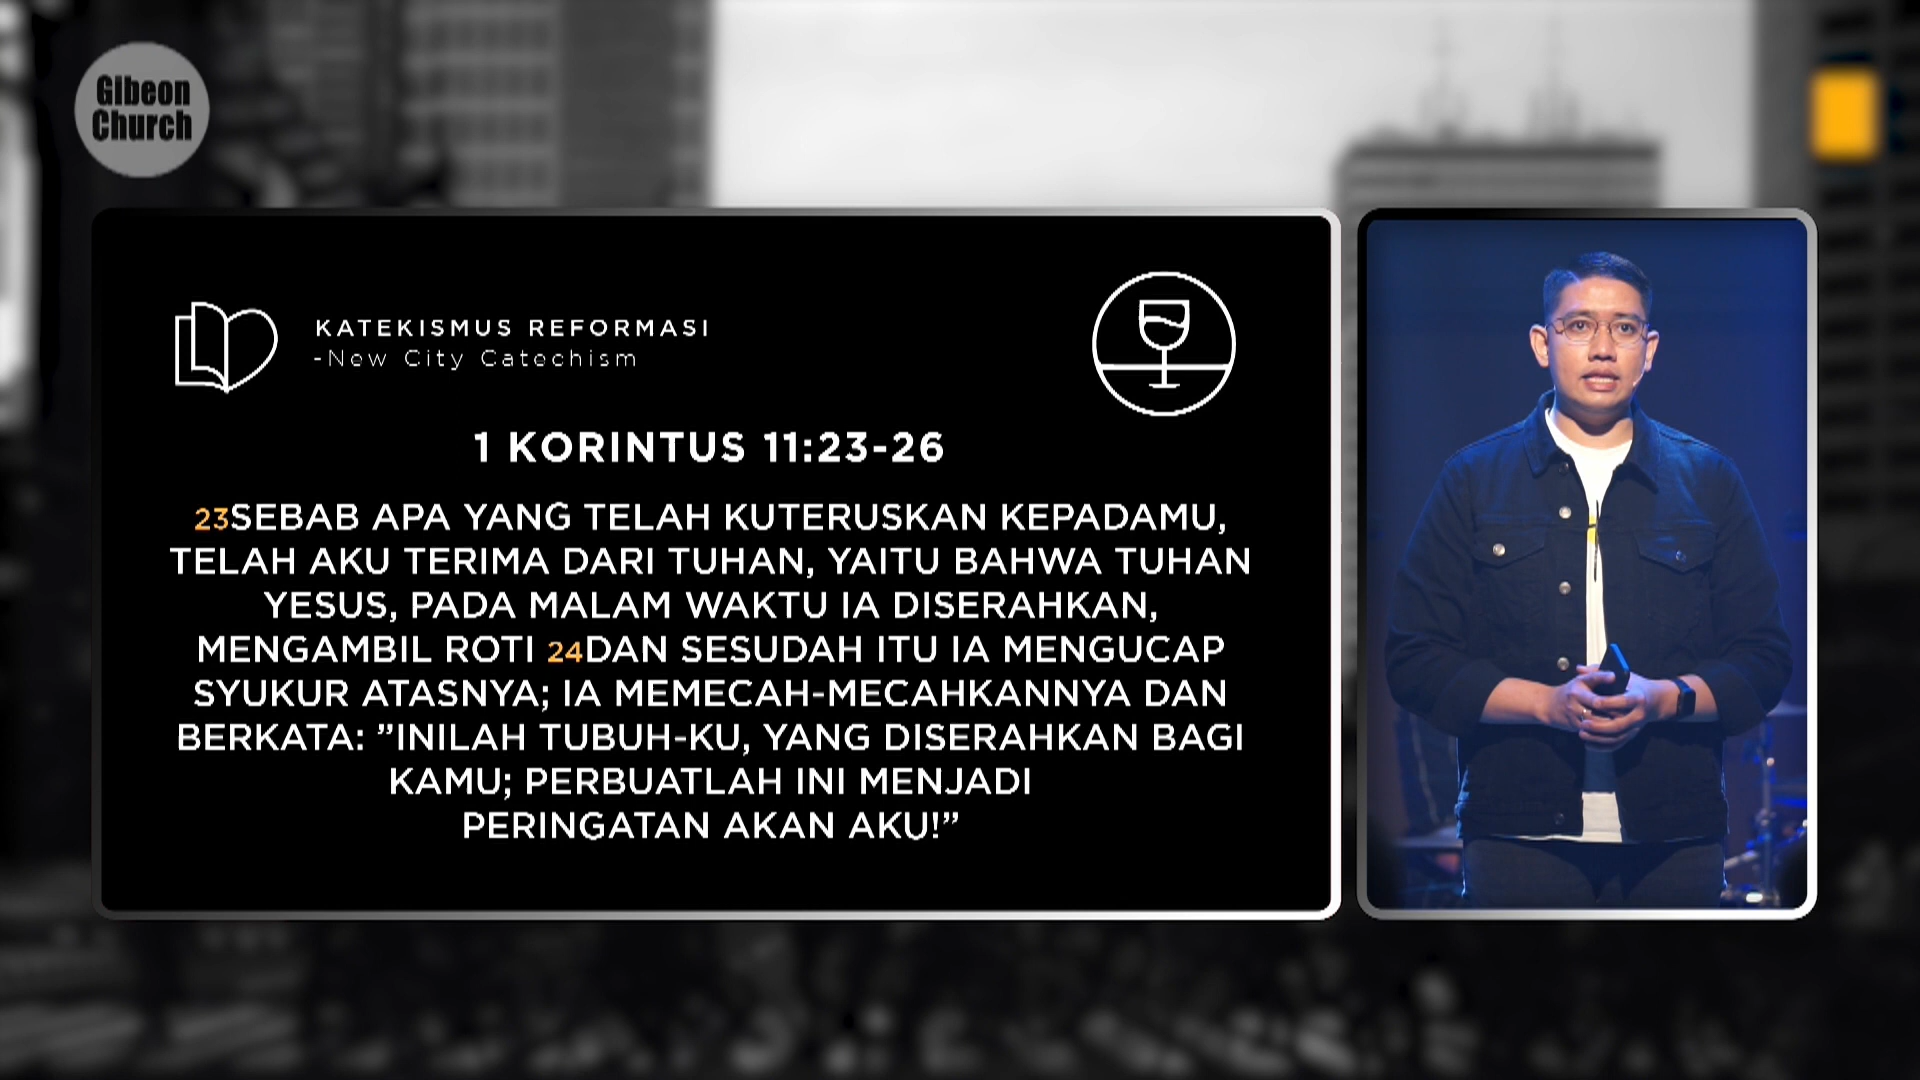 Gibeon
Church
KATEKISMUS REFORMASI
-New City Catechism
1 KORINTUS 11:23-26
23SEBAB APA YANG TELAH KUTERUSKAN KEPADAMU,
TELAH AKU TERIMA DARI TUHAN, YAITU BAHWA TUHAN
YESUS, PADA MALAM WAKTU IA DISERAHKAN,
MENGAMBIL ROTI 24DAN SESUDAH ITU IA MENGUCAP
SYUKUR ATASNYA; IA MEMECAH-MECAHKANNYA DAN
BERKATA: ”INILAH TUBUH-KU, YANG DISERAHKAN BAGI
KAMU; PERBUATLAH INI MENJADI
PERINGATAN AKAN AKU!”